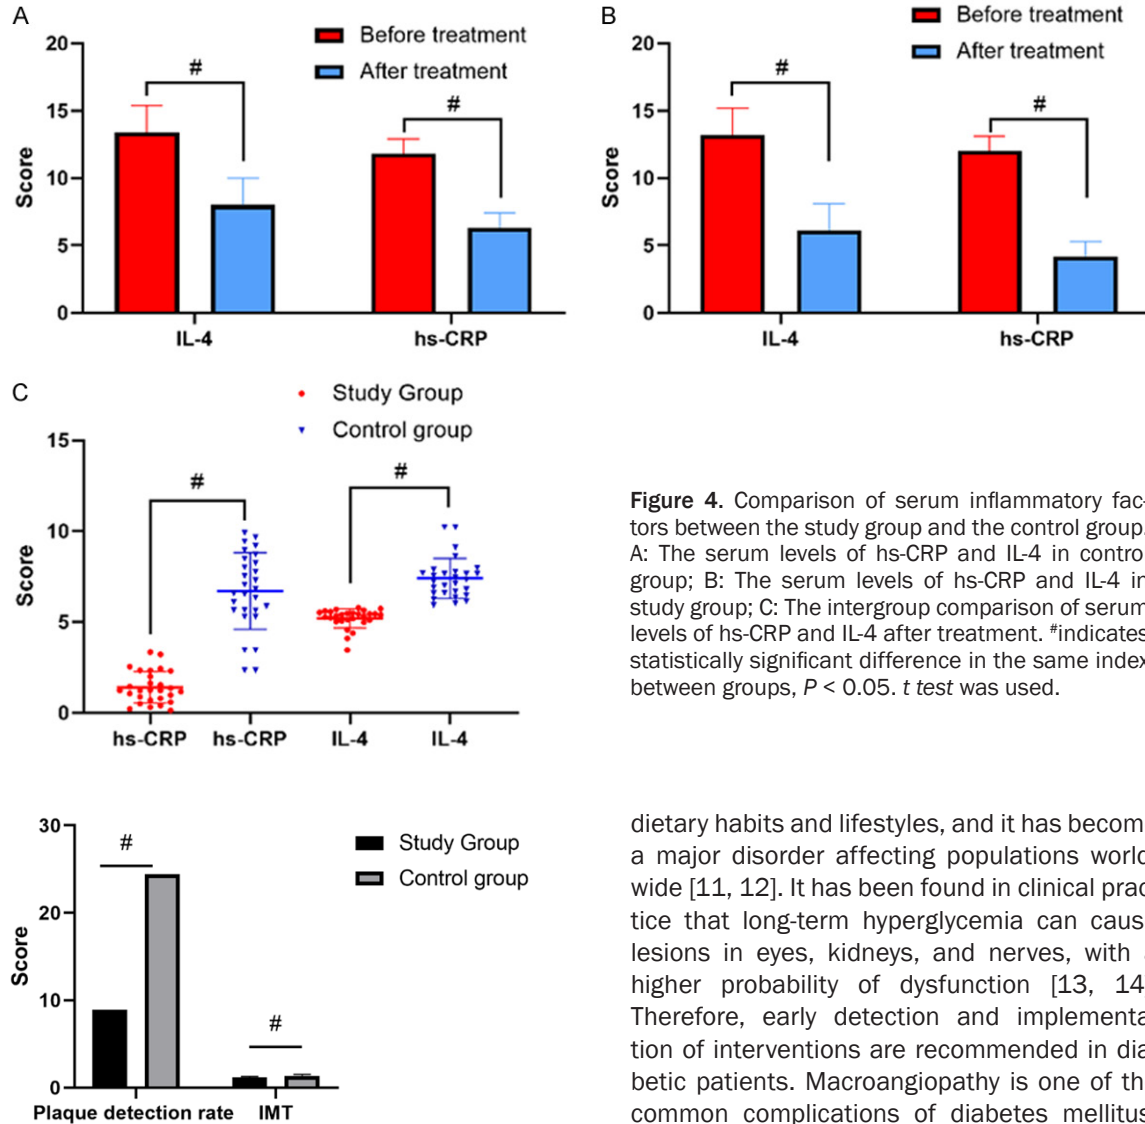 A
Before treatment
After treatment
20
15
10
5
0
Score
#
#
IL-4
hs-CRP
B
Before treatment
After treatment
20
15
10
5
0
Score
#
#
IL-4
hs-CRP
C
Study Group
Control group
15
10
5
0
Score
#
#
hs-CRP
hs-CRP
IL-4
IL-4
Figure 4. Comparison of serum inflammatory fac-
tors between the study group and the control group.
A: The serum levels of hs-CRP and IL-4 in control
group; B: The serum levels of hs-CRP and IL-4 in
study group; C: The intergroup comparison of serum
levels of hs-CRP and IL-4 after treatment. #indicates
statistically significant difference in the same index
between groups, P < 0.05. t test was used.
Study Group
Control group
30
20
10
0
Score
#
#
Plaque detection rate
IMT
dietary habits and lifestyles, and it has becom
a major disorder affecting populations world
wide [11, 12]. It has been found in clinical prac
tice that long-term hyperglycemia can caus
lesions in eyes, kidneys, and nerves, with a
higher probability of dysfunction [13, 14
Therefore, early detection and implementa
tion of interventions are recommended in dia
betic patients. Macroangiopathy is one of th
common complications of diabetes mellitus